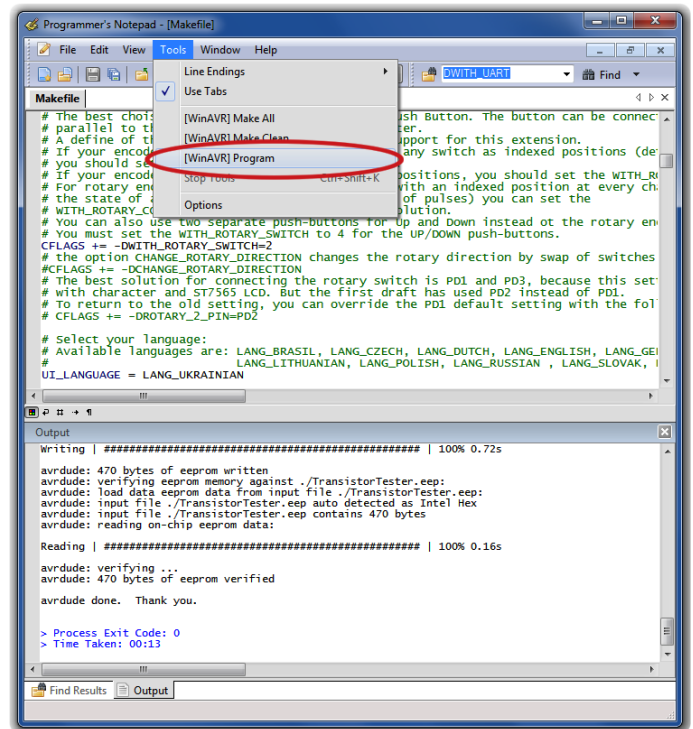 Programmer's Notepad - [Makefile]
File Edit View Tools Window Help
Line Endings
DWITH_UART
Find
Use Tabs
Makefile
[WinAVR] Make All
[WinAVR] Make Clean
[WinAVR] Program
Stop Tools Ctrl+Shift+K
Options
# The best chois ush Button. The button can be connec
# parallel to th ter.
# A define of th upport for this extension.
# If your encod any switch as indexed positions (de
# you should se
# If your encode positions, you should set the WITH_R
# For rotary en with an indexed position at every cha
# the state of a of pulses) you can set the
# WITH_ROTARY_CO olution.
# You can also use two separate push-buttons for Up and Down instead ot the rotary en
# You must set the WITH_ROTARY_SWITCH to 4 for the UP/DOWN push-buttons.
CFLAGS += -DWITH_ROTARY_SWITCH=2
# the option CHANGE_ROTARY_DIRECTION changes the rotary direction by swap of switches
#CFLAGS += -DCHANGE_ROTARY_DIRECTION
# The best solution for connecting the rotary switch is PD1 and PD3, because this set
# with character and ST7565 LCD. But the first draft has used PD2 instead of PD1.
# To return to the old setting, you can override the PD1 default setting with the fol
# CFLAGS += -DROTARY_2_PIN=PD2
# Select your language:
# Available languages are: LANG_BRASIL, LANG_CZECH, LANG_DUTCH, LANG_ENGLISH, LANG_GE
# LANG_LITHUANIAN, LANG_POLISH, LANG_RUSSIAN , LANG_SLOVAK,
UI_LANGUAGE = LANG_UKRAINIAN
Output
Writing | ################################################## | 100% 0.72s
avrdude: 470 bytes of eeprom written
avrdude: verifying eeprom memory against ./TransistorTester.eep:
avrdude: load data eeprom data from input file ./TransistorTester.eep:
avrdude: input file ./TransistorTester.eep auto detected as Intel Hex
avrdude: input file ./TransistorTester.eep contains 470 bytes
avrdude: reading on-chip eeprom data:
Reading | ################################################## | 100% 0.16s
avrdude: verifying ...
avrdude: 470 bytes of eeprom verified
avrdude done. Thank you.
> Process Exit Code: 0
> Time Taken: 00:13
Find Results Output